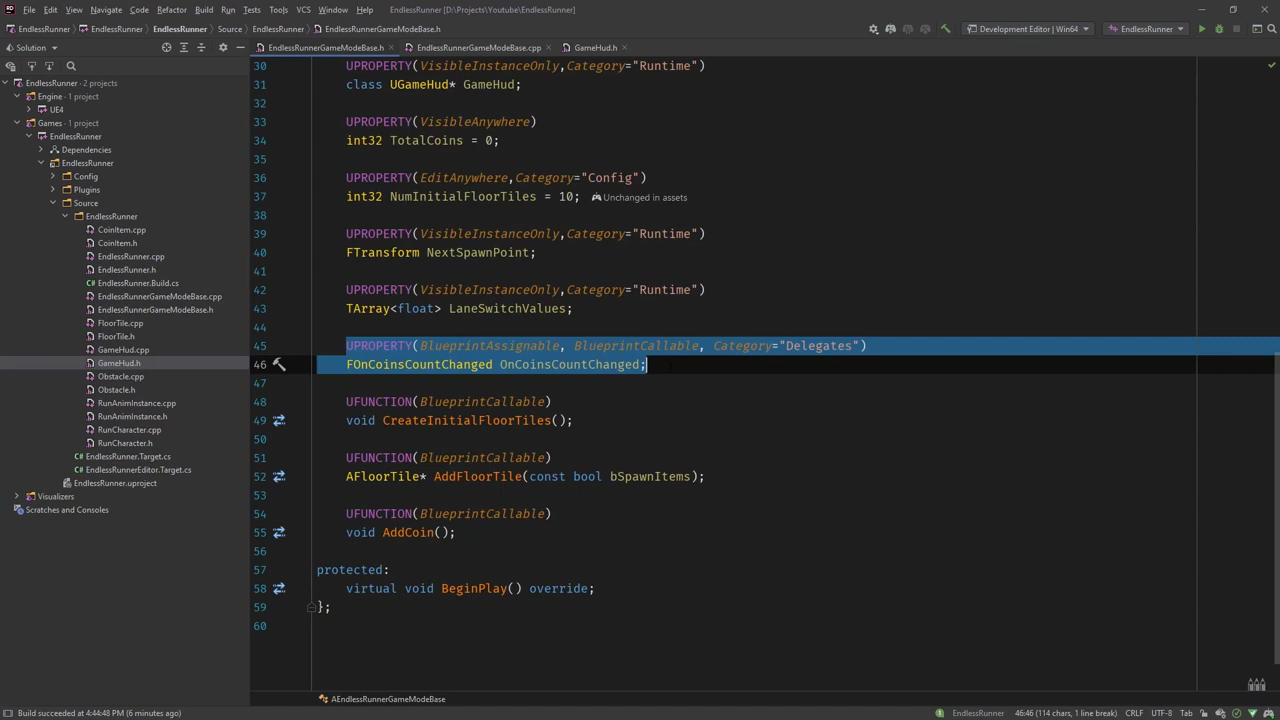 File Edit View Navigate Code Refactor Build Run Tests Tools VCS Window Help EndlessRunner [D:\Projects\Youtube\EndlessRunner]
EndlessRunner EndlessRunner EndlessRunner Source EndlessRunner EndlessRunnerGameModeBase.h Development Editor | Win64 EndlessRunner
Solution
EndlessRunnerGameModeBase.h EndlessRunnerGameModeBase.cpp GameHud.h
EndlessRunner · 2 projects
Engine · 1 project
UE4
Games · 1 project
EndlessRunner
Dependencies
EndlessRunner
Config
Plugins
Source
EndlessRunner
CoinItem.cpp
CoinItem.h
EndlessRunner.cpp
EndlessRunner.h
EndlessRunner.Build.cs
EndlessRunnerGameModeBase.cpp
EndlessRunnerGameModeBase.h
FloorTile.cpp
FloorTile.h
GameHud.cpp
GameHud.h
Obstacle.cpp
Obstacle.h
RunAnimInstance.cpp
RunAnimInstance.h
RunCharacter.cpp
RunCharacter.h
EndlessRunner.Target.cs
EndlessRunnerEditor.Target.cs
EndlessRunner.uproject
Visualizers
Scratches and Consoles
30 UPROPERTY(VisibleInstanceOnly,Category="Runtime")
31 class UGameHud* GameHud;
32
33 UPROPERTY(VisibleAnywhere)
34 int32 TotalCoins = 0;
35
36 UPROPERTY(EditAnywhere,Category="Config")
37 int32 NumInitialFloorTiles = 10; Unchanged in assets
38
39 UPROPERTY(VisibleInstanceOnly,Category="Runtime")
40 FTransform NextSpawnPoint;
41
42 UPROPERTY(VisibleInstanceOnly,Category="Runtime")
43 TArray<float> LaneSwitchValues;
44
45 UPROPERTY(BlueprintAssignable, BlueprintCallable, Category="Delegates")
46 FOnCoinsCountChanged OnCoinsCountChanged;
47
48 UFUNCTION(BlueprintCallable)
49 void CreateInitialFloorTiles();
50
51 UFUNCTION(BlueprintCallable)
52 AFloorTile* AddFloorTile(const bool bSpawnItems);
53
54 UFUNCTION(BlueprintCallable)
55 void AddCoin();
56
57 protected:
58 virtual void BeginPlay() override;
59 };
60
AEndlessRunnerGameModeBase
Build succeeded at 4:44:48 PM (6 minutes ago) EndlessRunner 46:46 (114 chars, 1 line break) CRLF UTF-8 Tab